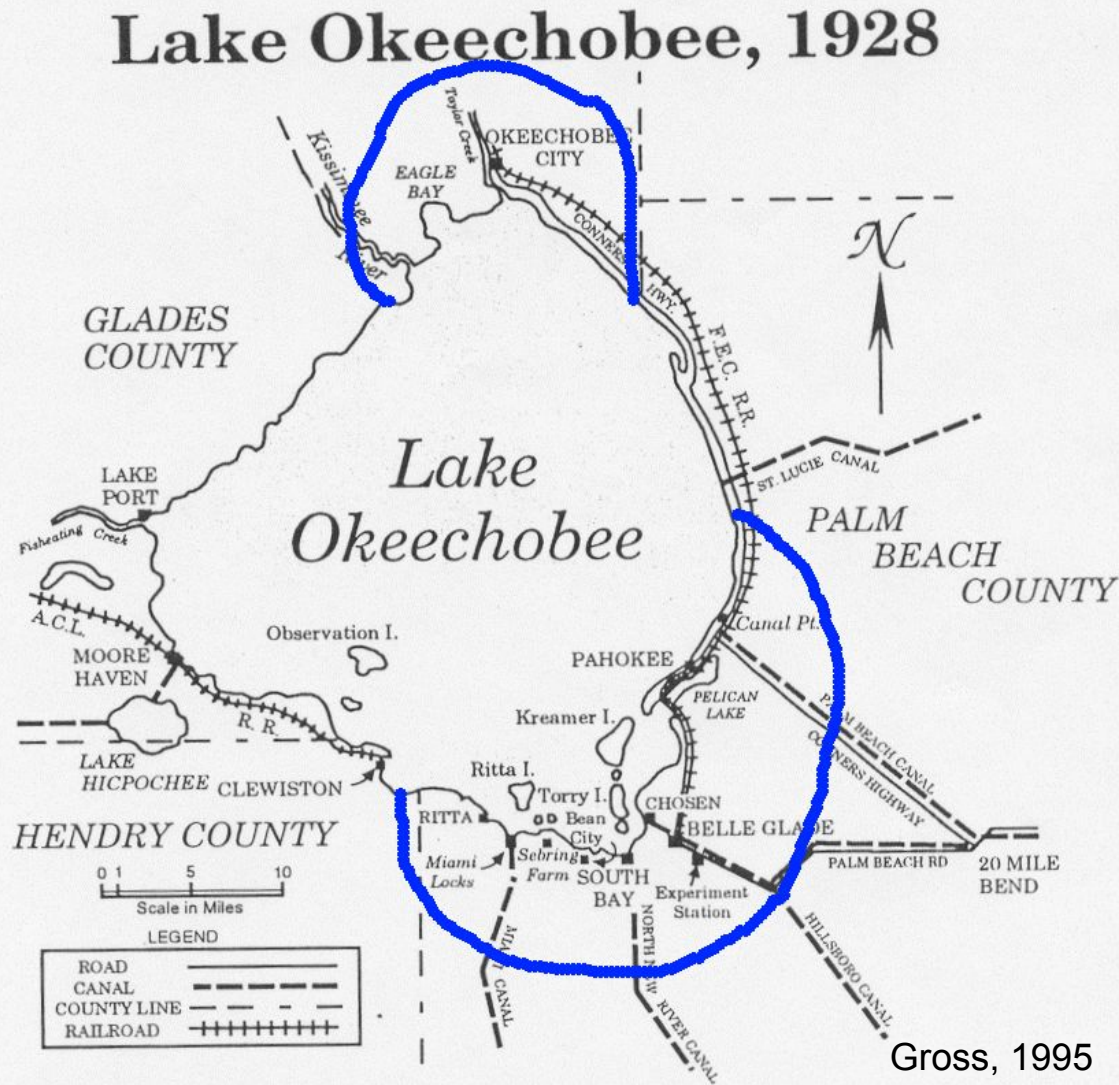 Lake Okeechobee, 1928
Taylor Creek
OKEECHOBEE
CITY
Kissimmee
River
EAGLE
BAY
CONNERS
HWY.
N
GLADES
COUNTY
F.E.C. R.R.
Lake
Okeechobee
ST. LUCIE CANAL
LAKE
PORT
Fisheating Creek
PALM
BEACH
COUNTY
A.C.L.
R. R.
MOORE
HAVEN
Observation I.
Canal Pt.
PAHOKEE
PELICAN
LAKE
Kreamer I.
PALM BEACH CANAL
CONNERS HIGHWAY
LAKE
HICPOCHEE
CLEWISTON
Ritta I.
Torry I.
CHOSEN
RITTA
Bean
City
BELLE GLADE
HENDRY COUNTY
Miami
Locks
Sebring
Farm
SOUTH
BAY
Experiment
Station
PALM BEACH RD
20 MILE
BEND
0 1 5 10
Scale in Miles
MIAMI CANAL
NORTH NEW
RIVER CANAL
HILLSBORO CANAL
LEGEND
ROAD
CANAL
COUNTY LINE
RAILROAD
Gross, 1995